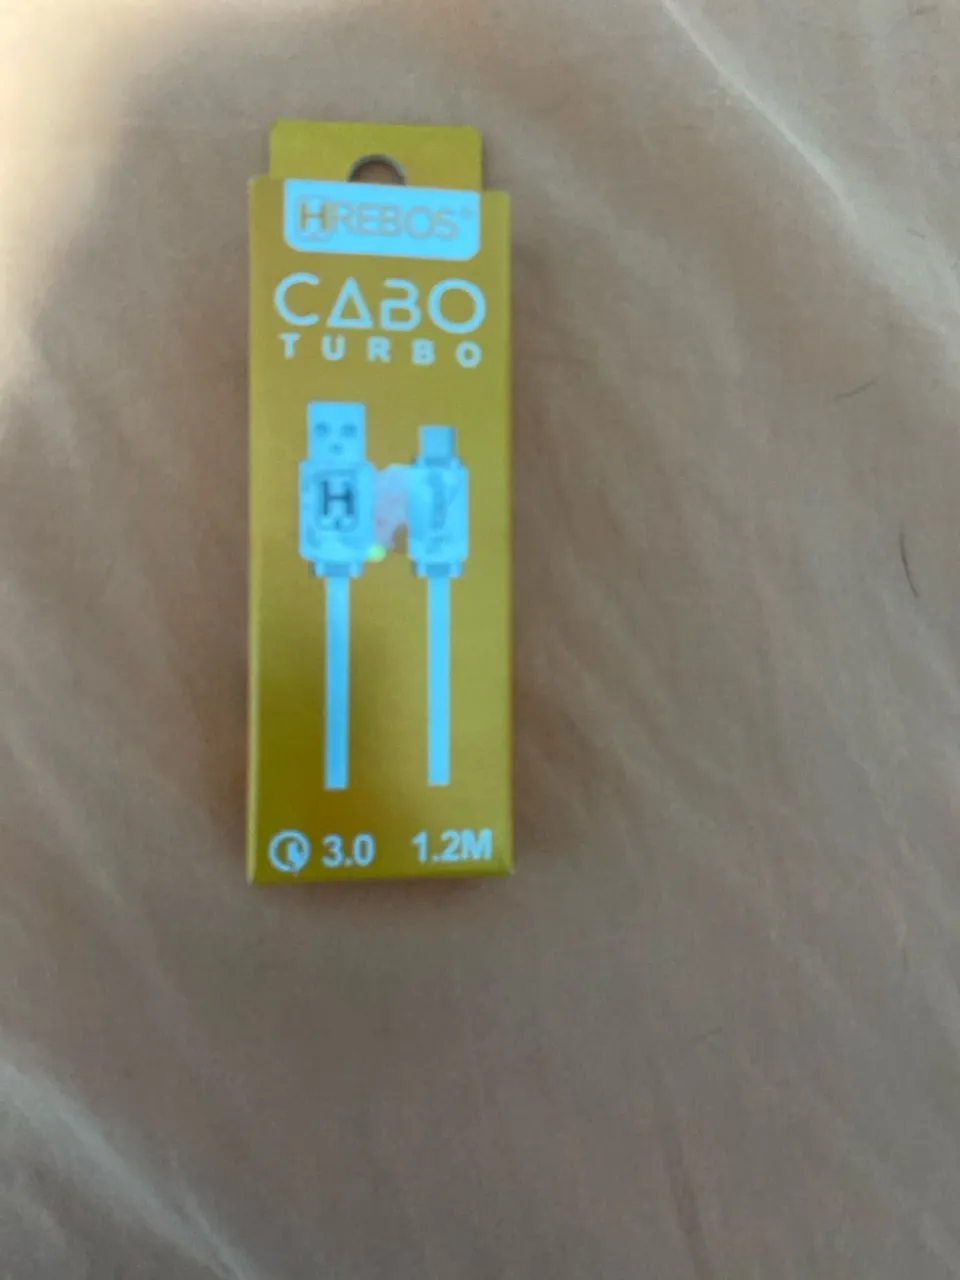 HREBOS®
CABO
TURBO
H
3.0 1.2M